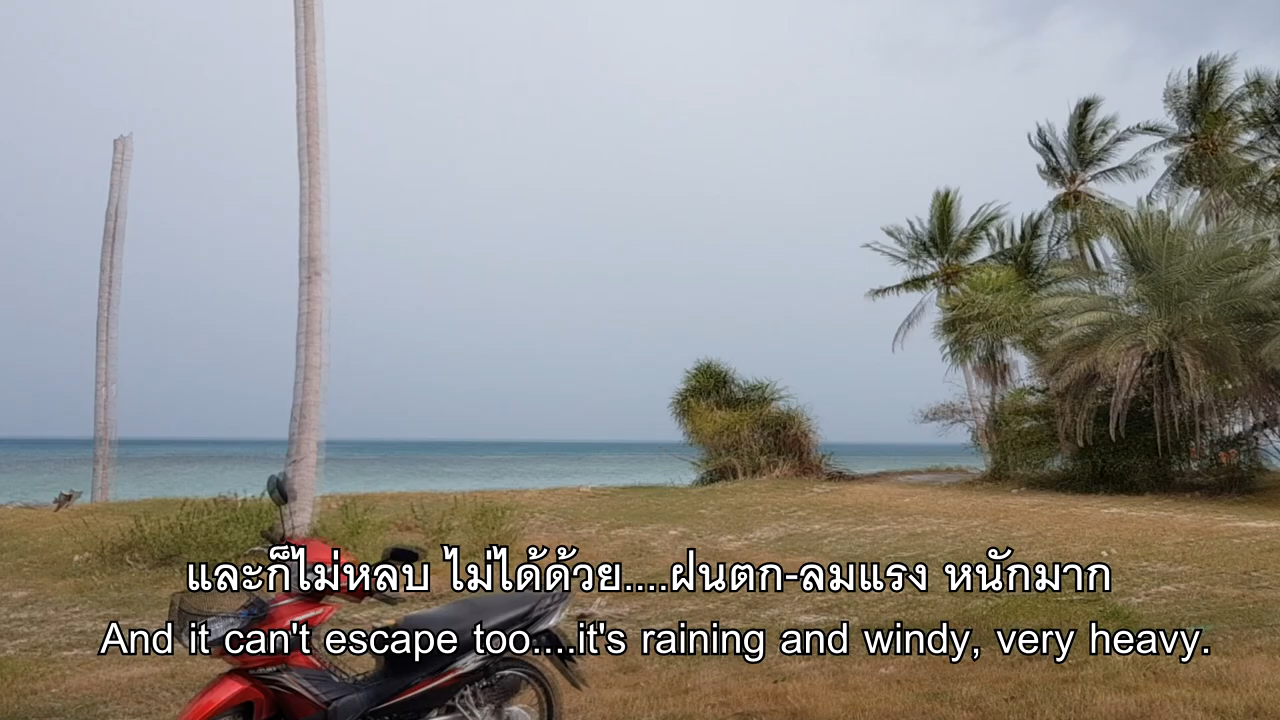 และก็ไม่หลบ ไม่ได้ด้วย....ฝนตก-ลมแรง หนักมาก
And it can't escape too....it's raining and windy, very heavy.